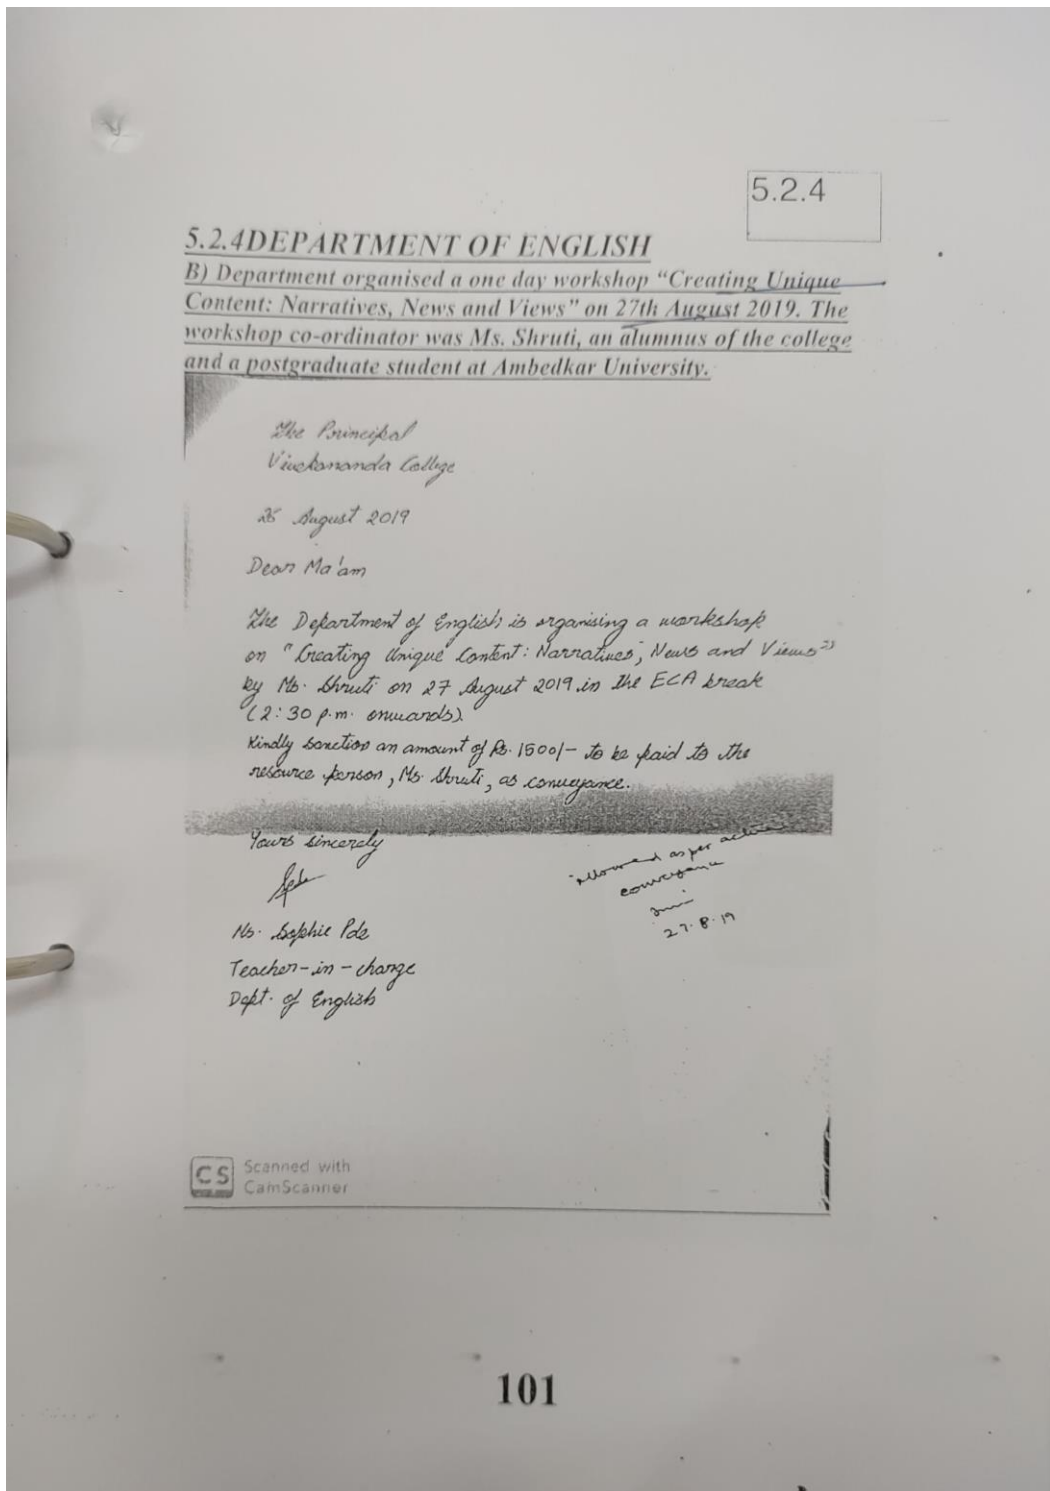 5.2.4
5.2.4DEPARTMENT OF ENGLISH
B) Department organised a one day workshop “Creating Unique
Content: Narratives, News and Views” on 27th August 2019. The
workshop co-ordinator was Ms. Shruti, an alumnus of the college
and a postgraduate student at Ambedkar University.
The Principal
Vivekananda College
August 2019
Dear Ma'am
The Department of English is organising a workshop
on "Creating Unique Content: Narratives, News and Views"
by Ms. Shruti on 27 August 2019 in the ECA break
(2:30 p.m. onwards).
Kindly sanction an amount of Rs. 1500/- to be paid to the
resource person, Ms. Shruti, as conveyance.
Yours sincerely
allowed as per actual
conveyance
27.8.19
Ms. Sophie
Teacher-in-charge
Dept. of English
CS Scanned with
CamScanner
101